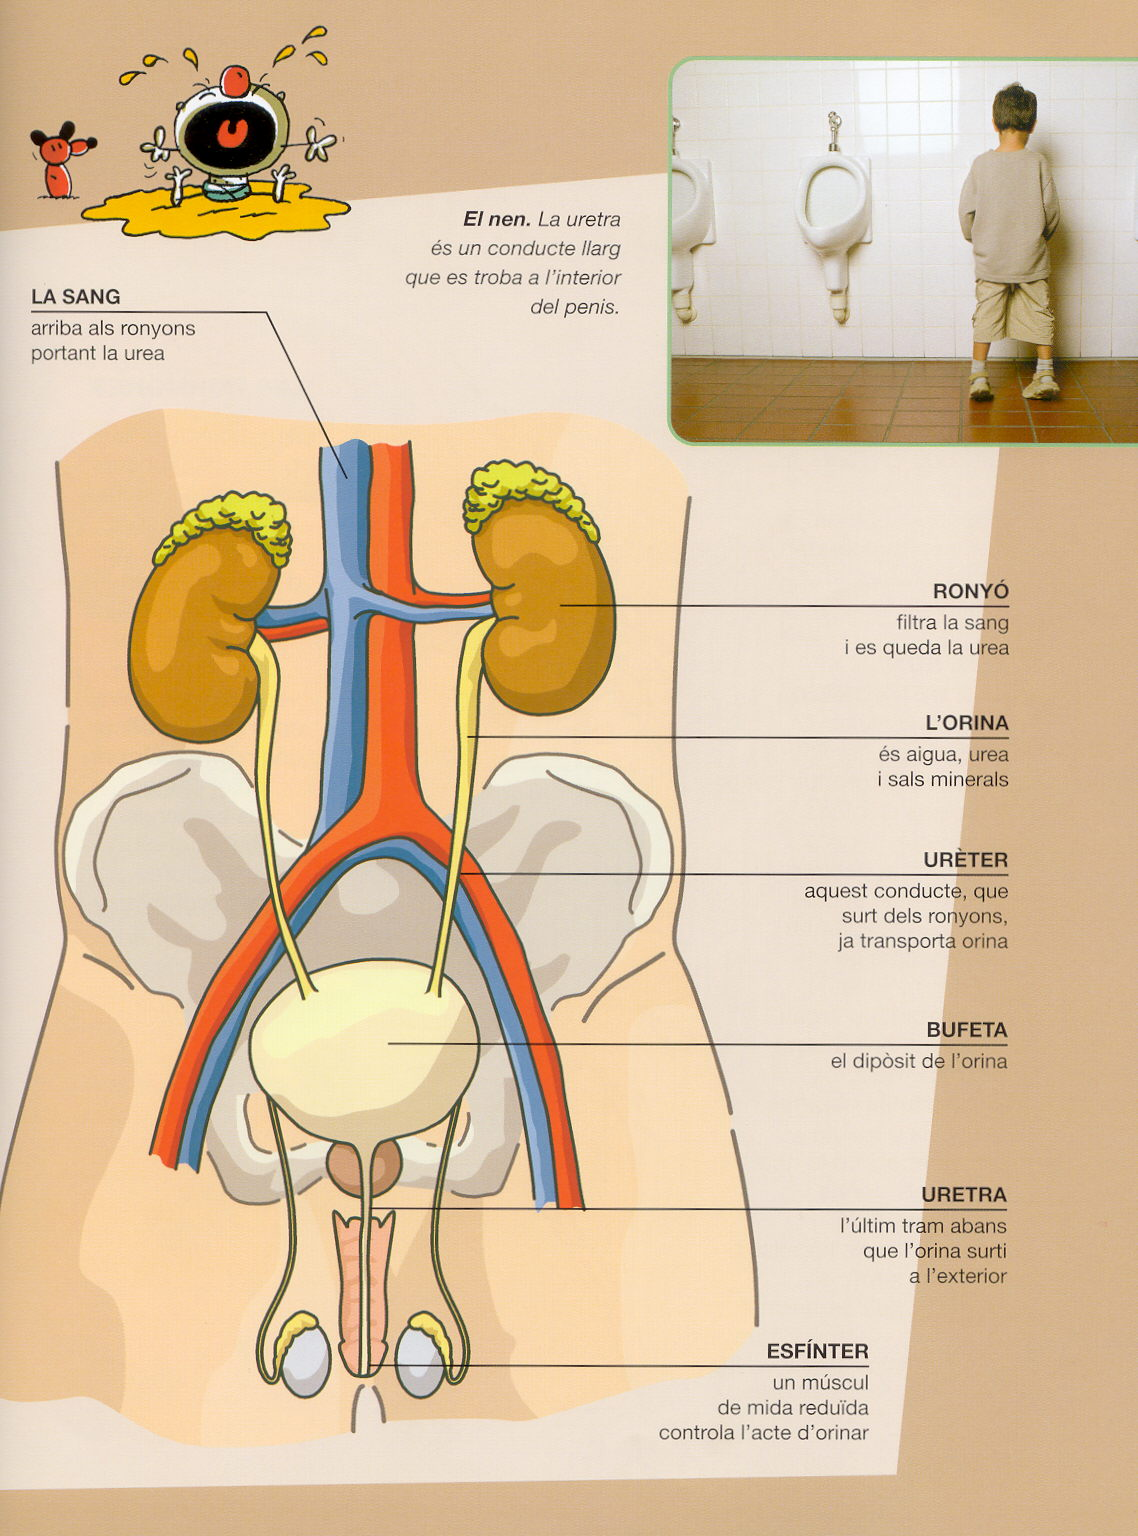 El nen. La uretra
és un conducte llarg
que es troba a l'interior
del penis.
LA SANG
arriba als ronyons
portant la urea
RONYÓ
filtra la sang
i es queda la urea
L'ORINA
és aigua, urea
i sals minerals
URÈTER
aquest conducte, que
surt dels ronyons,
ja transporta orina
BUFETA
el dipòsit de l'orina
URETRA
l'últim tram abans
que l'orina surti
a l'exterior
ESFÍNTER
un múscul
de mida reduïda
controla l'acte d'orinar